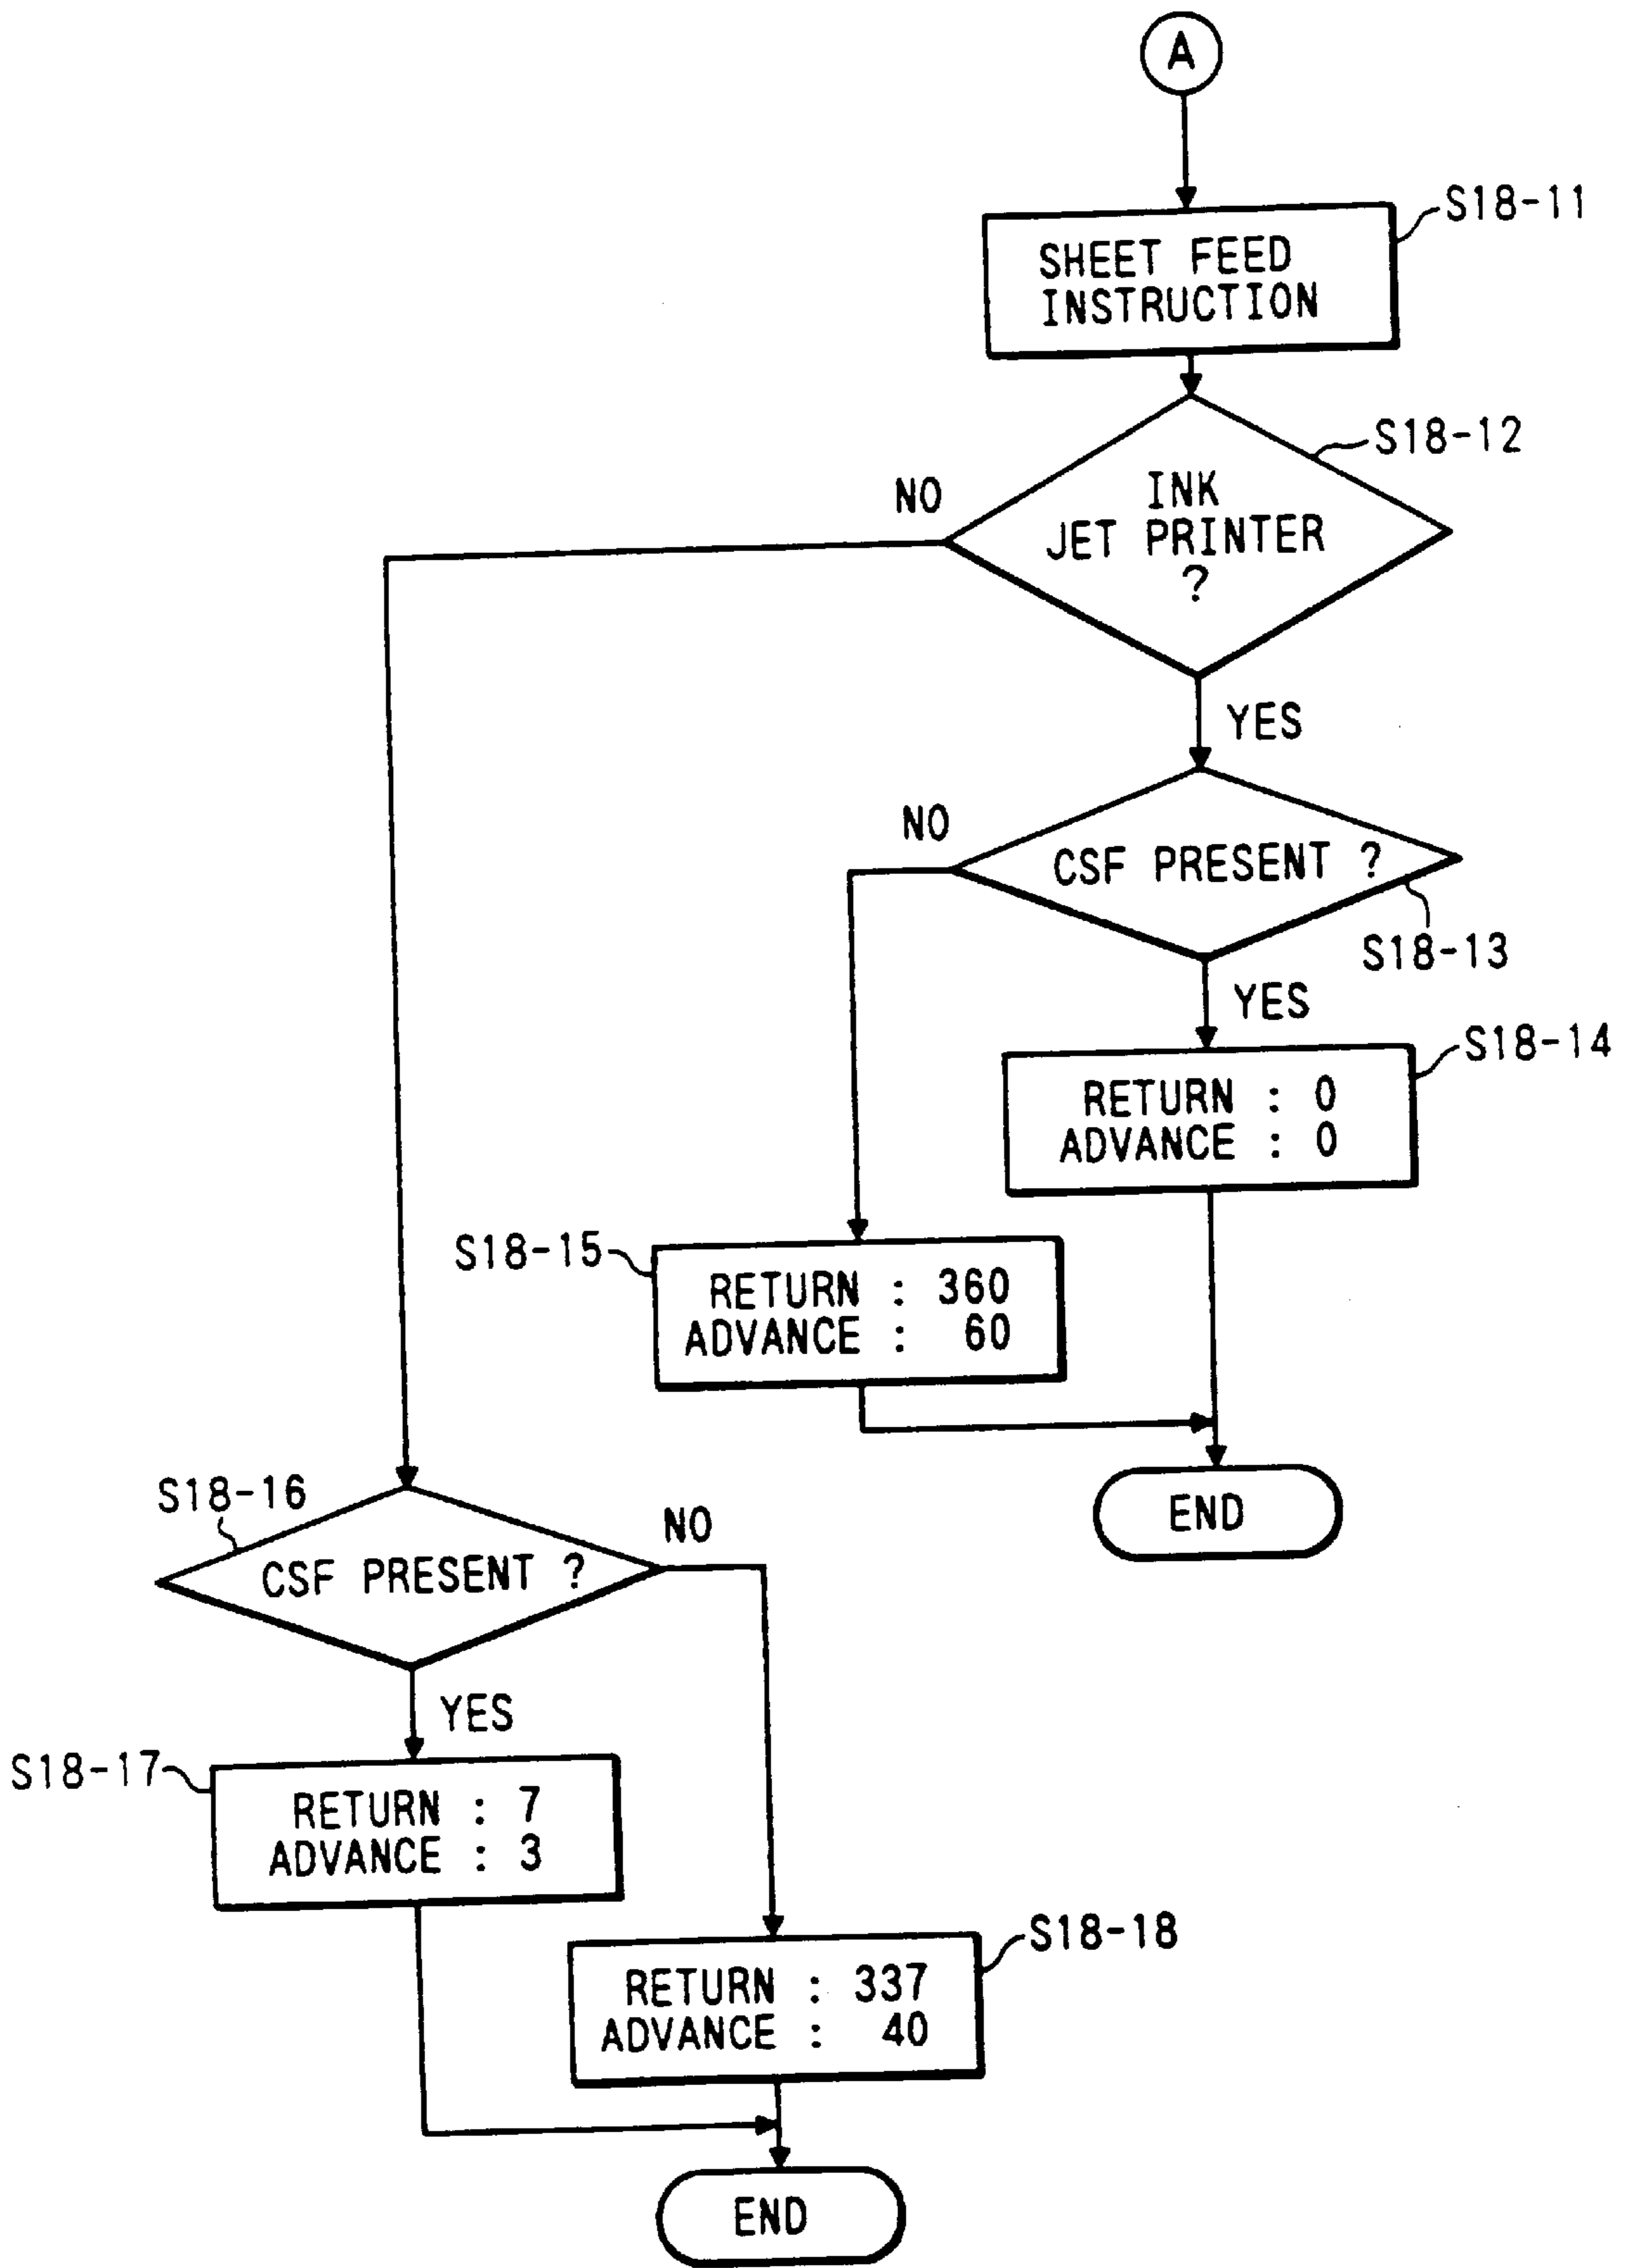 A
S18-11
SHEET FEED
INSTRUCTION
S18-12
NO
INK
JET PRINTER
?
YES
NO
CSF PRESENT ?
S18-13
YES
S18-14
RETURN : 0
ADVANCE : 0
S18-15
RETURN : 360
ADVANCE : 60
END
S18-16
NO
CSF PRESENT ?
YES
S18-17
RETURN : 7
ADVANCE : 3
S18-18
RETURN : 337
ADVANCE : 40
END